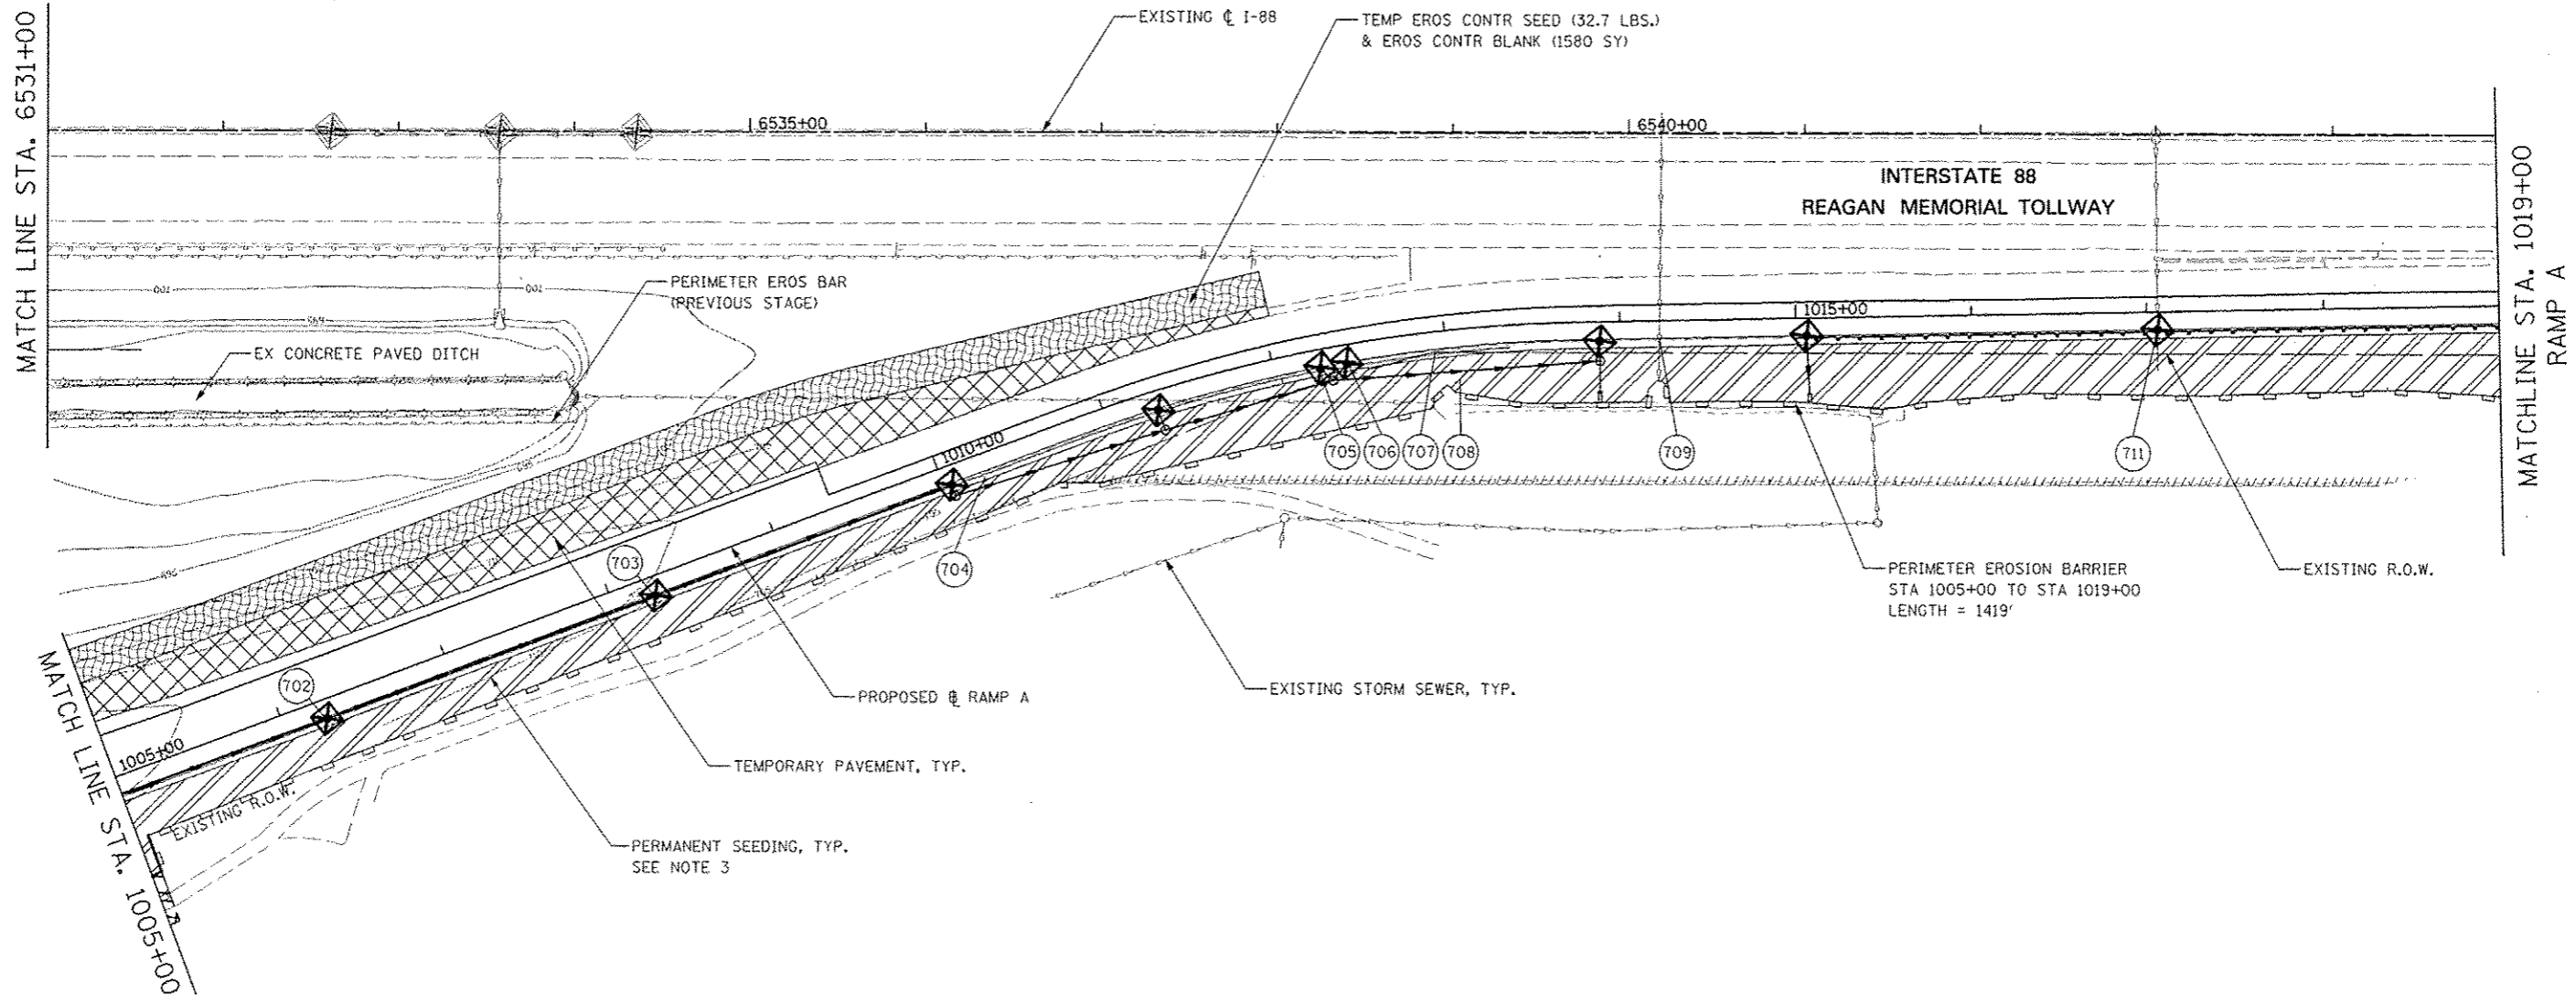 MATCH LINE STA. 6531+00
EXISTING ℄ I-88
TEMP EROS CONTR SEED (32.7 LBS.)
& EROS CONTR BLANK (1580 SY)
6535+00
6540+00
INTERSTATE 88
REAGAN MEMORIAL TOLLWAY
MATCHLINE STA. 1019+00
RAMP A
PERIMETER EROS BAR
(PREVIOUS STAGE)
EX CONCRETE PAVED DITCH
1015+00
1010+00
705
706
707
708
709
711
703
704
702
PERIMETER EROSION BARRIER
STA 1005+00 TO STA 1019+00
LENGTH = 1419'
EXISTING R.O.W.
EXISTING STORM SEWER, TYP.
PROPOSED ℄ RAMP A
1005+00
TEMPORARY PAVEMENT, TYP.
EXISTING R.O.W.
PERMANENT SEEDING, TYP.
SEE NOTE 3
MATCH LINE STA. 1005+00